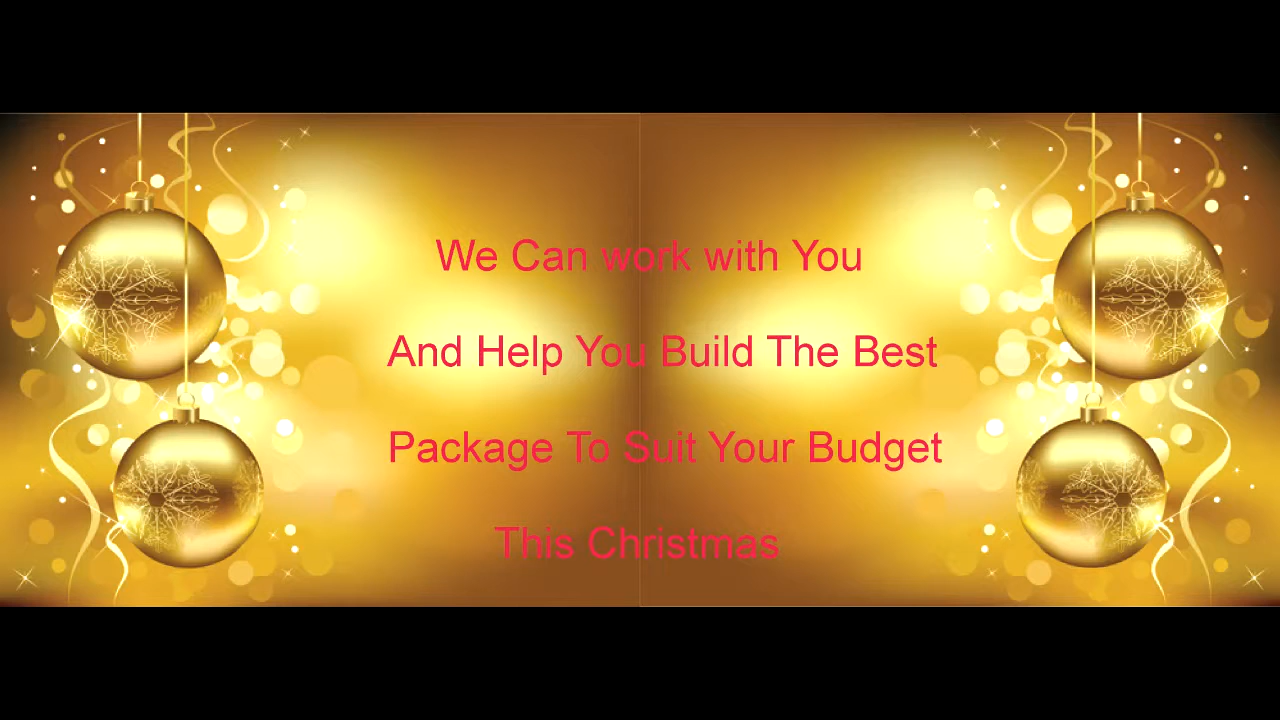 We Can work with You
And Help You Build The Best
Package To Suit Your Budget
This Christmas